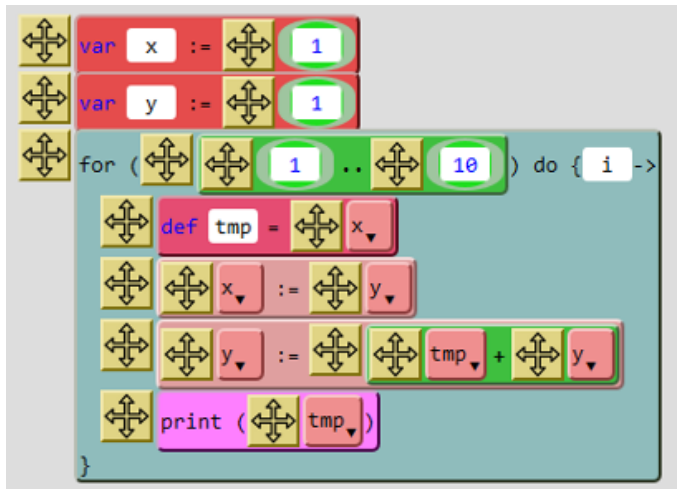 var x := 1
var y := 1
for ( 1 .. 10 ) do { i ->
def tmp = x
x := y
y := tmp + y
print ( tmp )
}